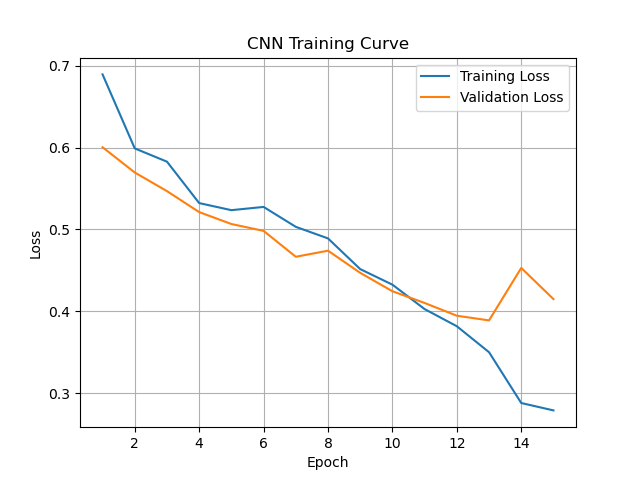 CNN Training Curve
Training Loss
Validation Loss
0.7
0.6
0.5
0.4
0.3
Loss
2 4 6 8 10 12 14
Epoch